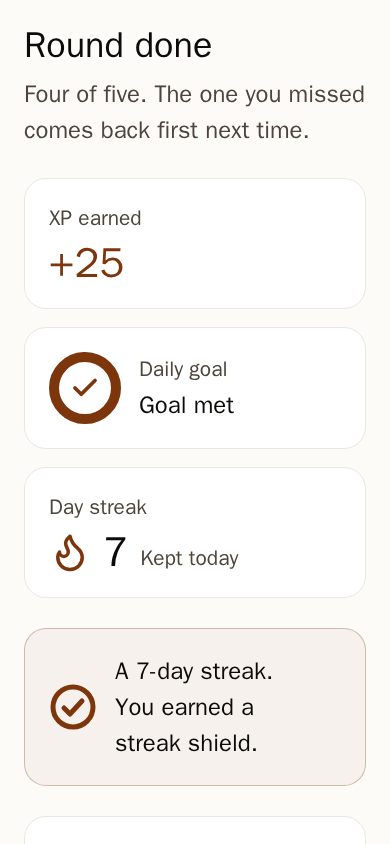 Round done
Four of five. The one you missed
comes back first next time.
XP earned
+25
Daily goal
Goal met
Day streak
7 Kept today
A 7-day streak.
You earned a
streak shield.